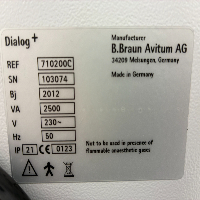 Dialog+
Manufacturer
B.Braun Avitum AG
34209 Melsungen, Germany
Made in Germany
REF 710200C
SN 103074
Bj 2012
VA 2500
V 230~
Hz 50
IP 21 CE 0123
Not to be used in presence of
flammable anaesthetic gases